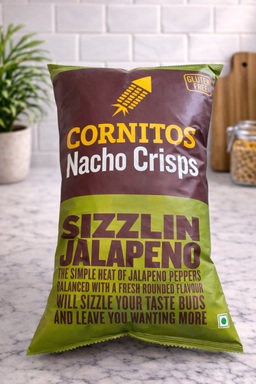 GLUTEN
FREE
CORNITOS
Nacho Crisps
SIZZLIN
JALAPENO
THE SIMPLE HEAT OF JALAPENO PEPPERS
BALANCED WITH A FRESH ROUNDED FLAVOUR
WILL SIZZLE YOUR TASTE BUDS
AND LEAVE YOU WANTING MORE